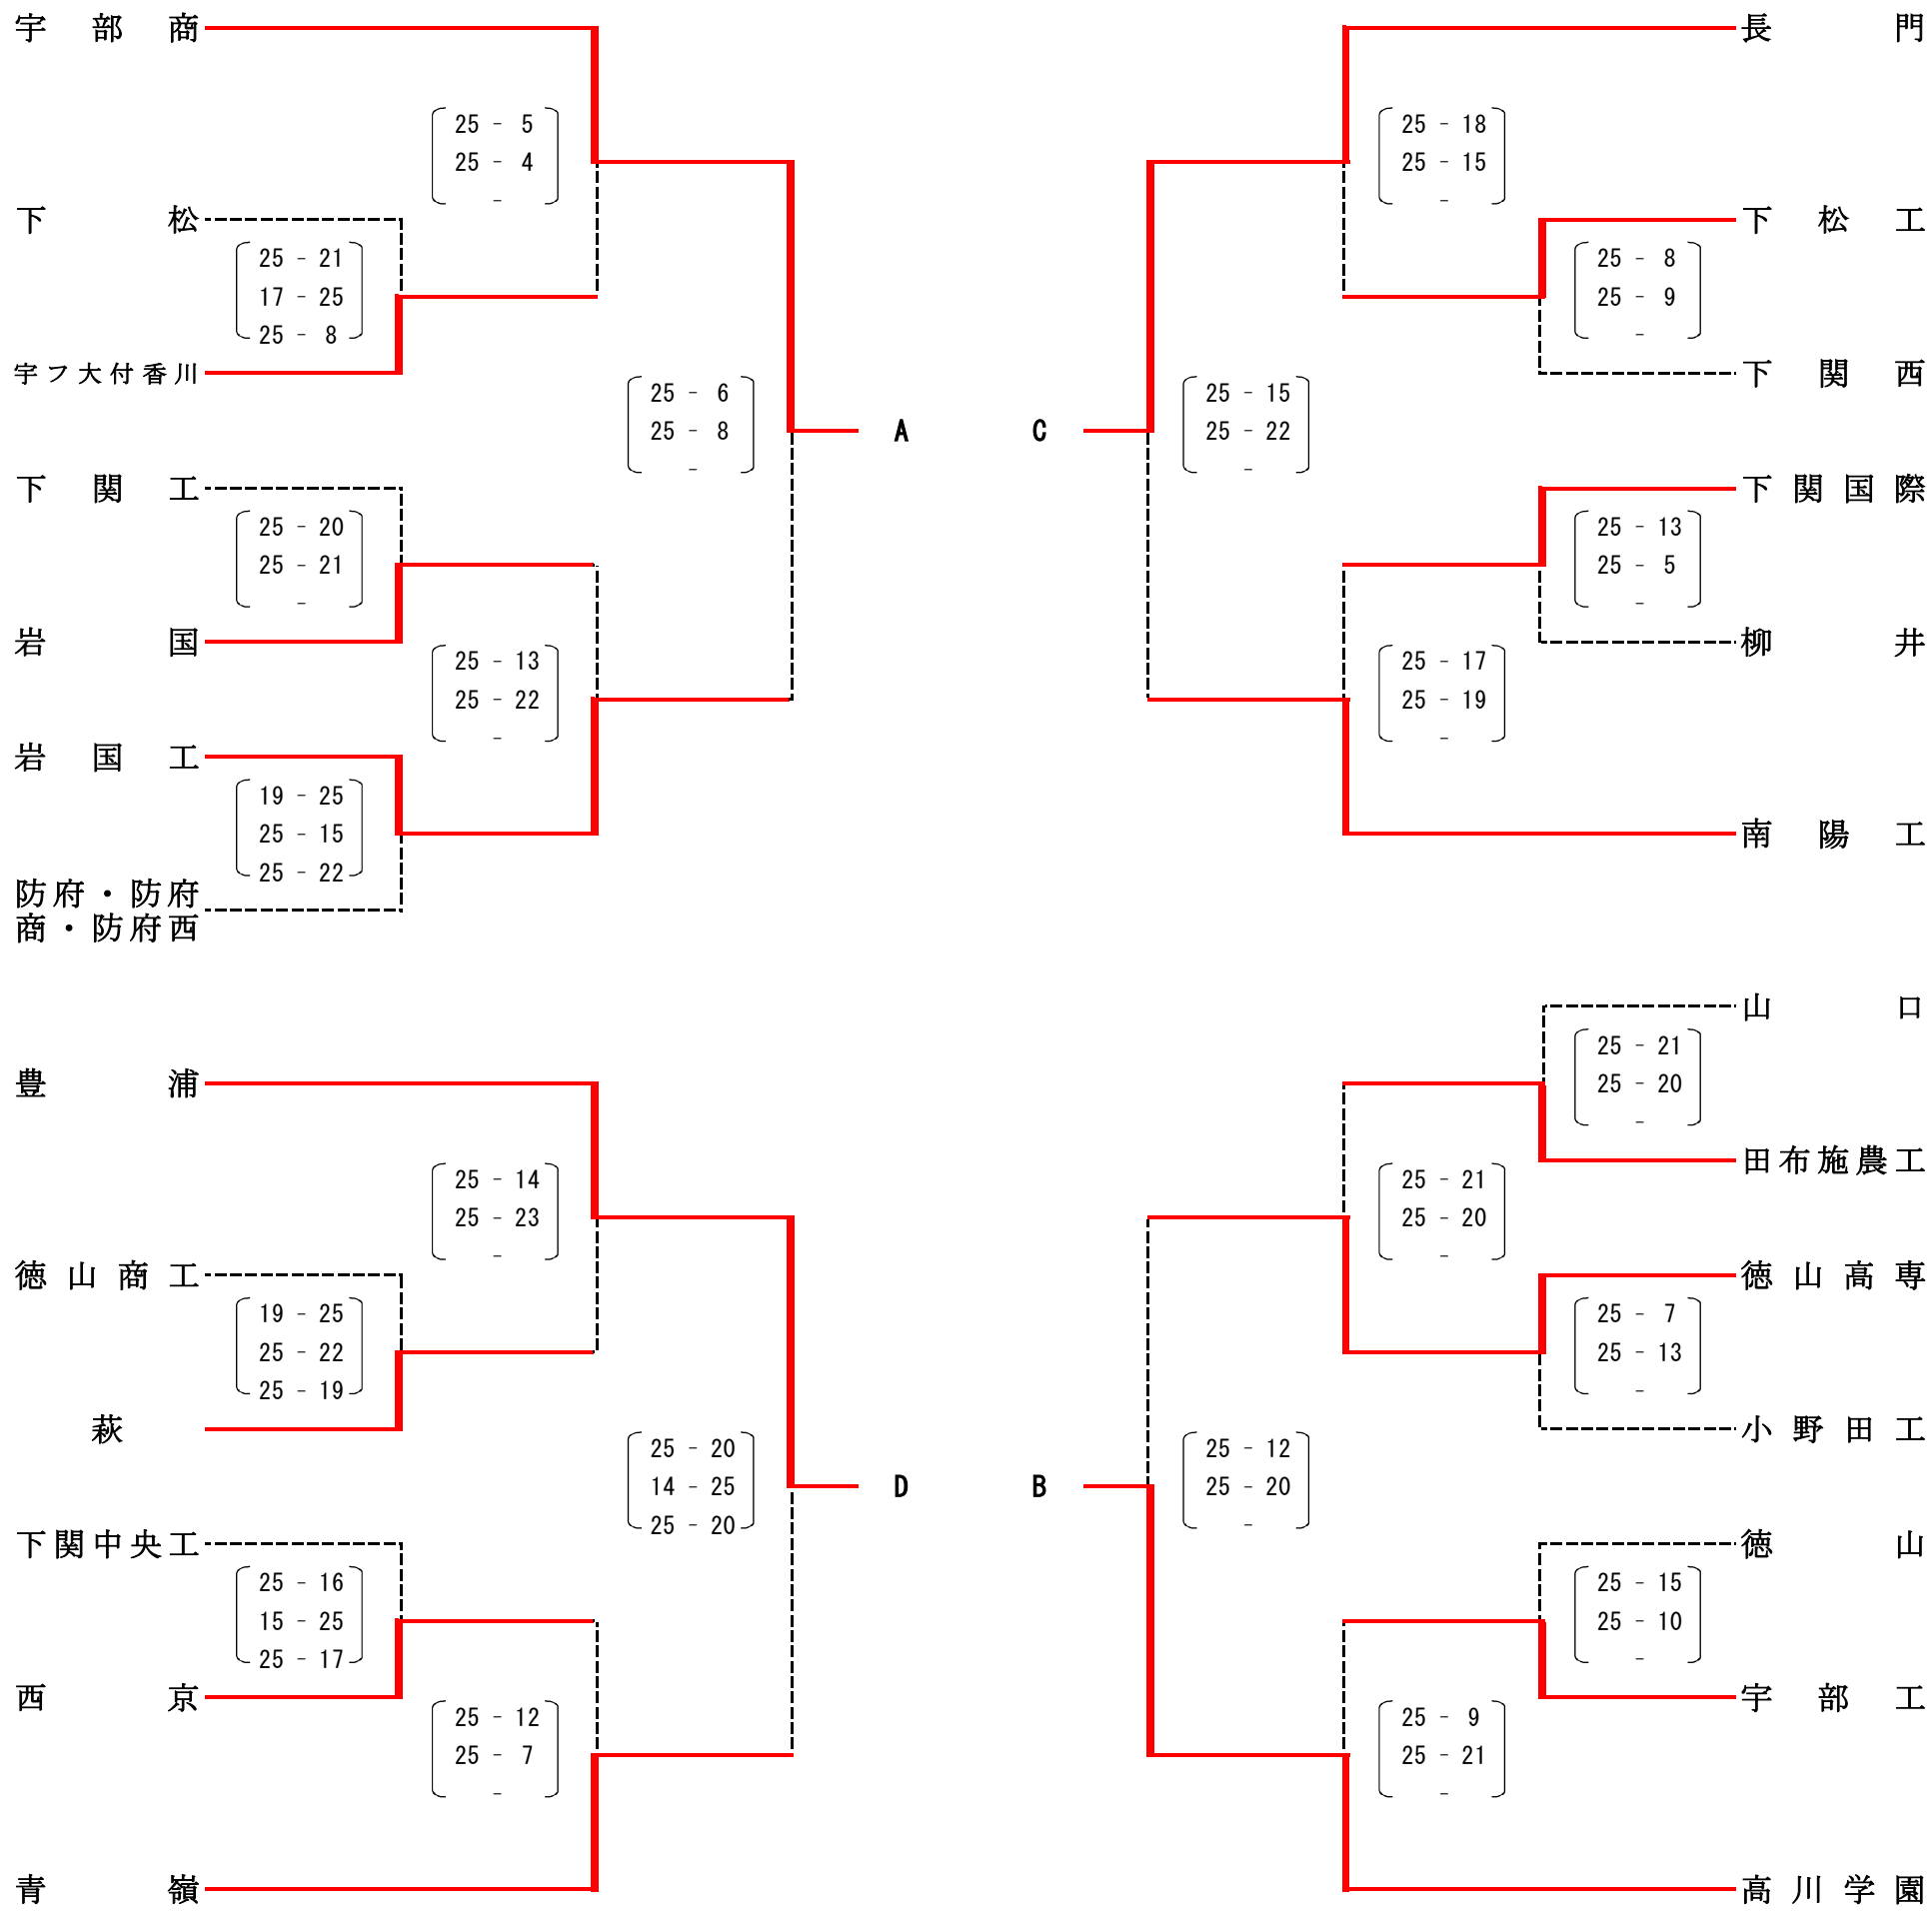 宇部商
25 - 5
25 - 4
-
下松
25 - 21
17 - 25
25 - 8
宇フ大付香川
25 - 6
25 - 8
-
A
下関工
25 - 20
25 - 21
-
岩国
25 - 13
25 - 22
-
岩国工
19 - 25
25 - 15
25 - 22
防府・防府
商・防府西
長門
25 - 18
25 - 15
-
下松工
25 - 8
25 - 9
-
下関西
C
25 - 15
25 - 22
-
下関国際
25 - 13
25 - 5
-
柳井
25 - 17
25 - 19
-
南陽工
豊浦
25 - 14
25 - 23
-
徳山商工
19 - 25
25 - 22
25 - 19
萩
25 - 20
14 - 25
25 - 20
D
下関中央工
25 - 16
15 - 25
25 - 17
西京
25 - 12
25 - 7
-
青嶺
山口
25 - 21
25 - 20
-
田布施農工
25 - 21
25 - 20
-
徳山高専
25 - 7
25 - 13
-
小野田工
B
25 - 12
25 - 20
-
徳山
25 - 15
25 - 10
-
宇部工
25 - 9
25 - 21
-
高川学園